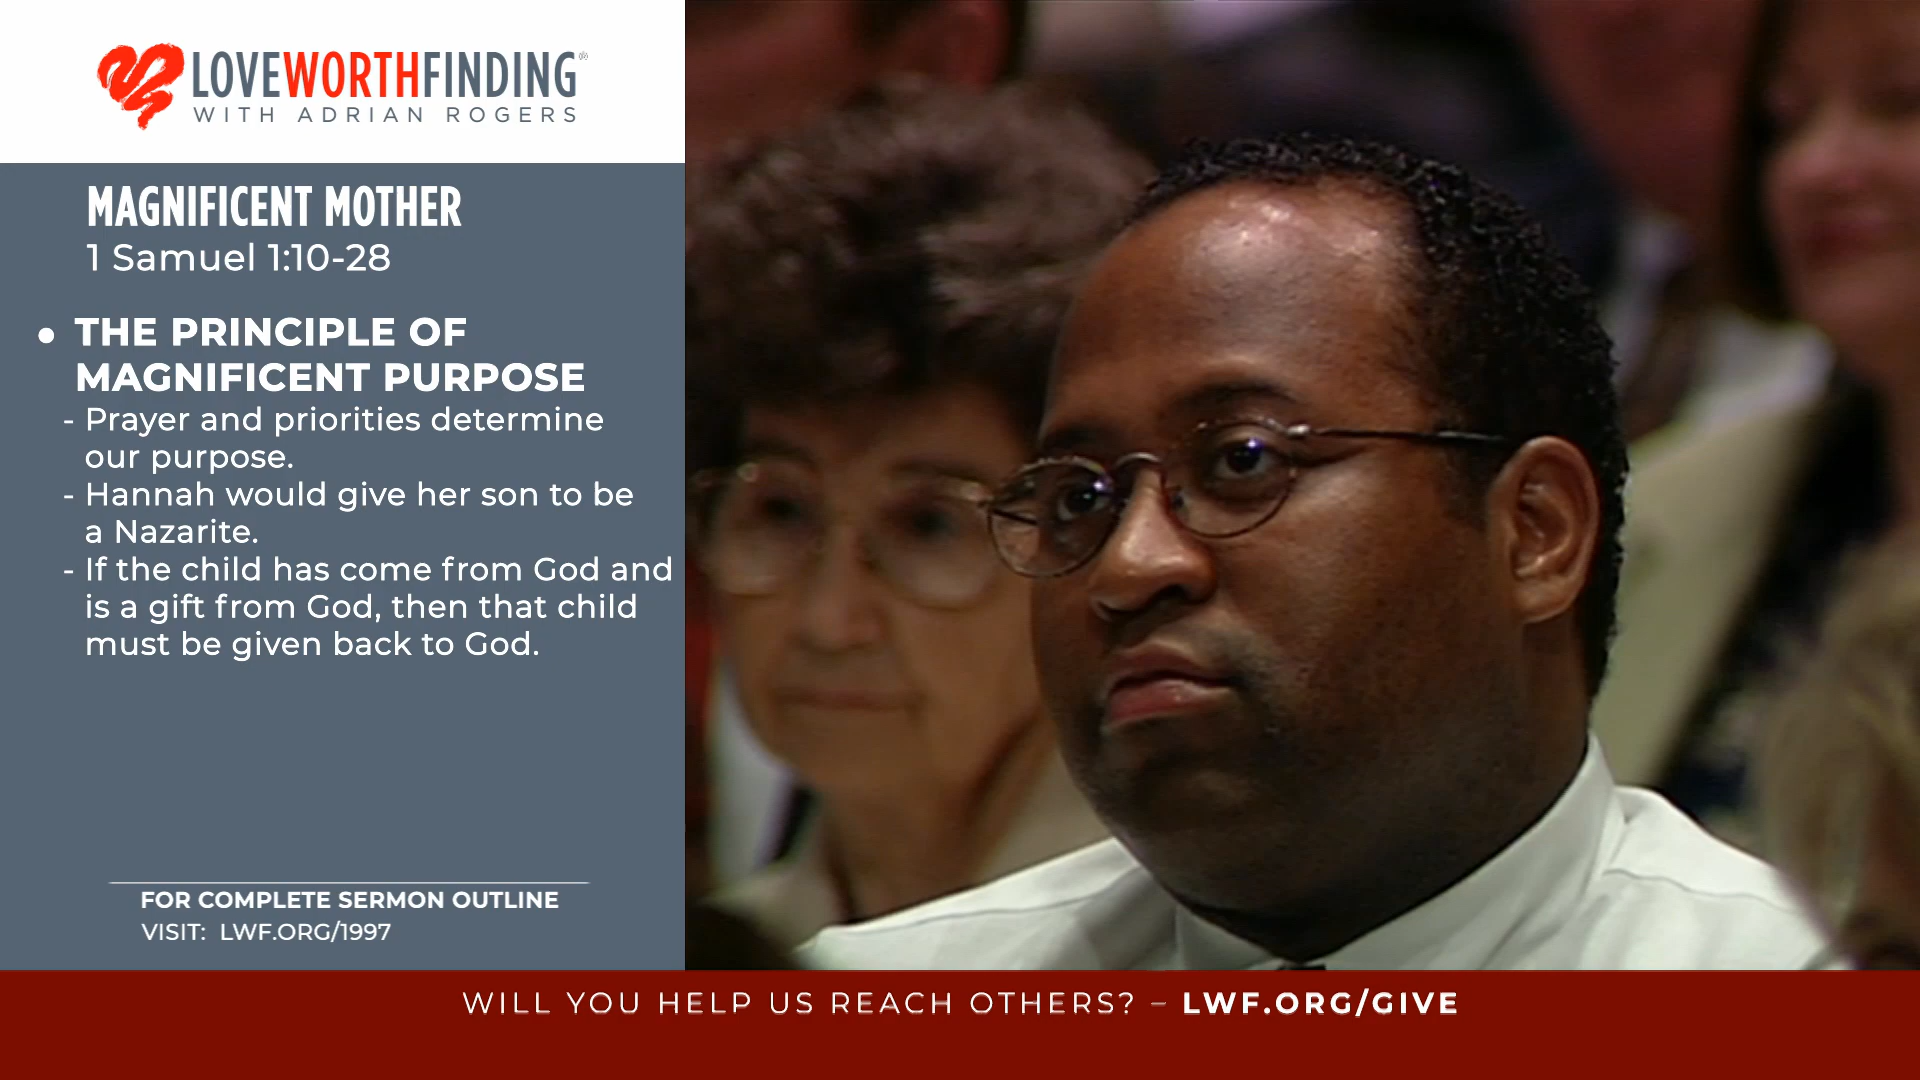 LOVEWORTHFINDING®
WITH ADRIAN ROGERS
MAGNIFICENT MOTHER
1 Samuel 1:10-28
• THE PRINCIPLE OF
MAGNIFICENT PURPOSE
- Prayer and priorities determine
our purpose.
- Hannah would give her son to be
a Nazarite.
- If the child has come from God and
is a gift from God, then that child
must be given back to God.
FOR COMPLETE SERMON OUTLINE
VISIT: LWF.ORG/1997
WILL YOU HELP US REACH OTHERS? – LWF.ORG/GIVE